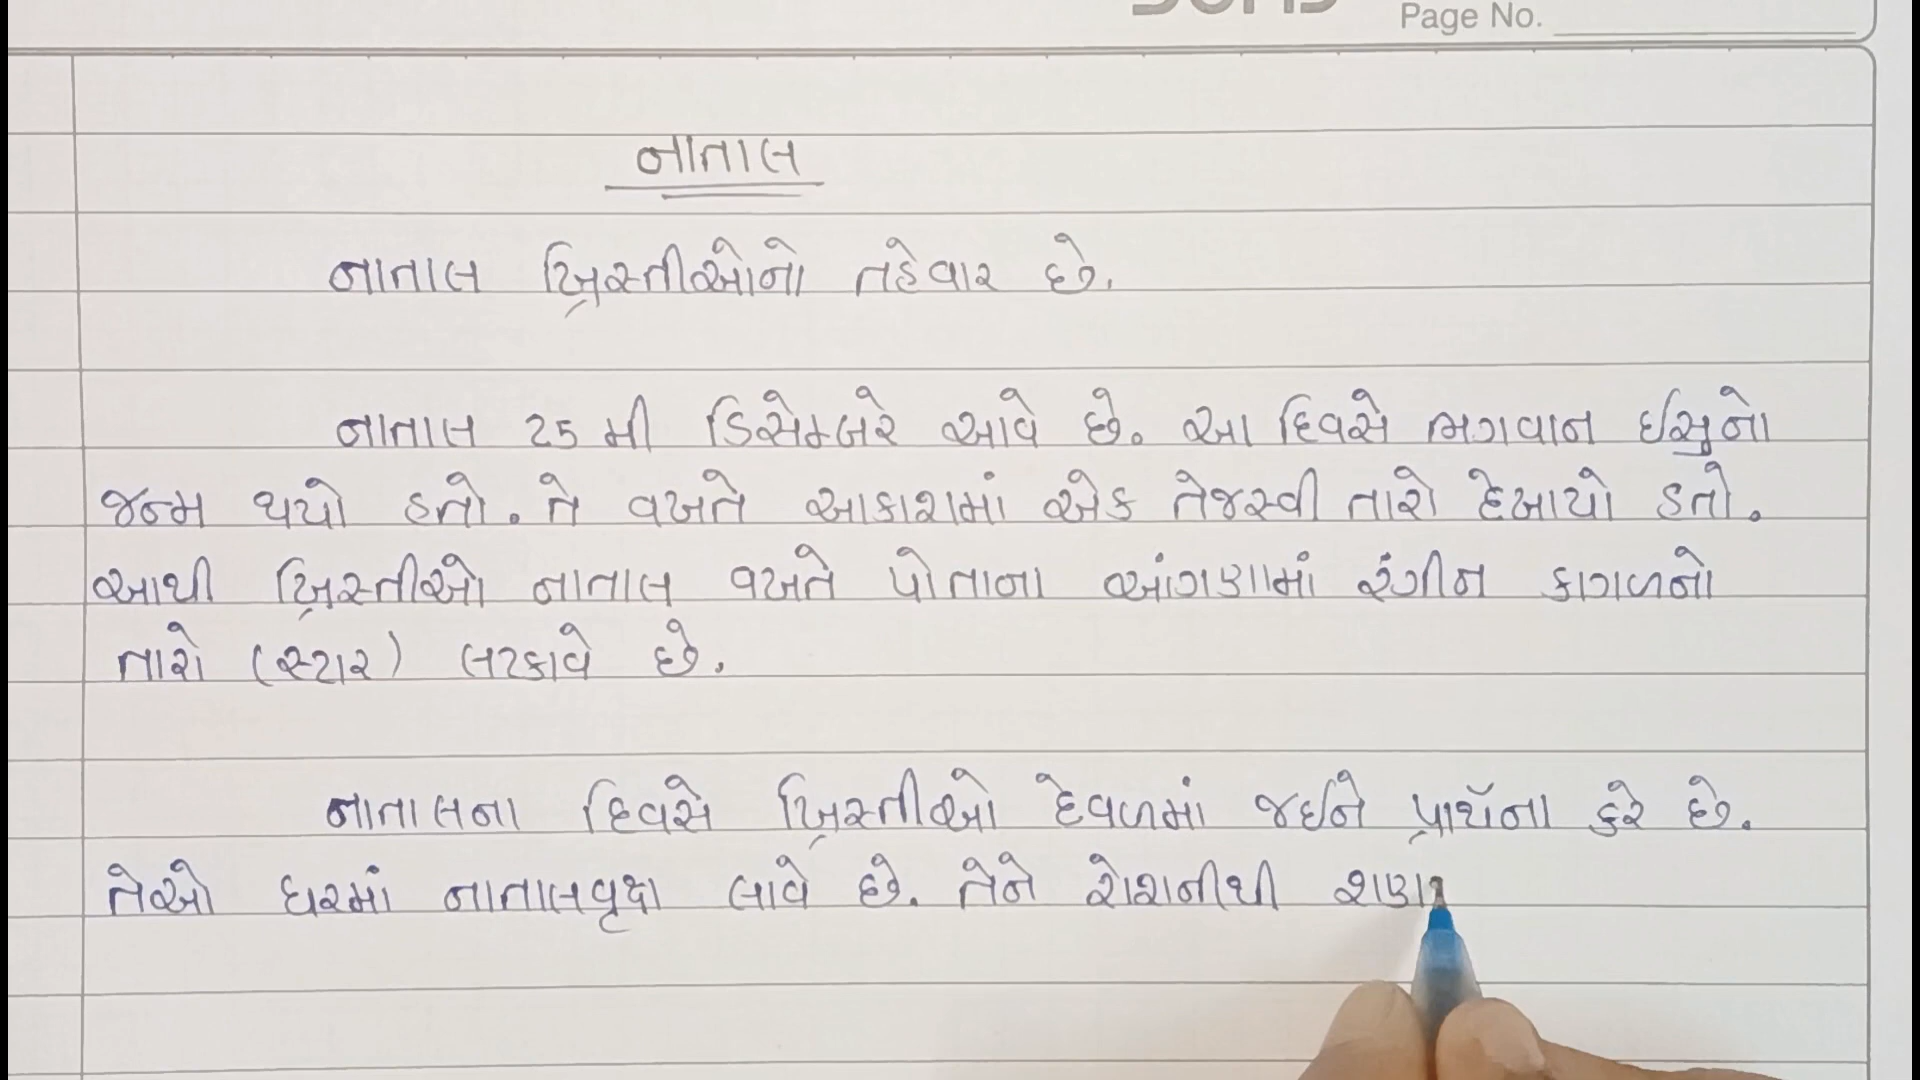 Page No.
નાતાલ
નાતાલ ખ્રિસ્તીઓનો તહેવાર છે.
નાતાલ 25 મી ડિસેમ્બરે આવે છે. આ દિવસે ભગવાન ઈસુનો
જન્મ થયો હતો. તે વખતે આકાશમાં એક તેજસ્વી તારો દેખાયો હતો.
આથી ખ્રિસ્તીઓ નાતાલ વખતે પોતાના આંગણામાં રંગીન કાગળનો
તારો (સ્ટાર) લટકાવે છે.
નાતાલના દિવસે ખ્રિસ્તીઓ દેવળમાં જઈને પ્રાર્થના કરે છે.
તેઓ ઘરમાં નાતાલવૃક્ષ લાવે છે. તેને રોશનીથી